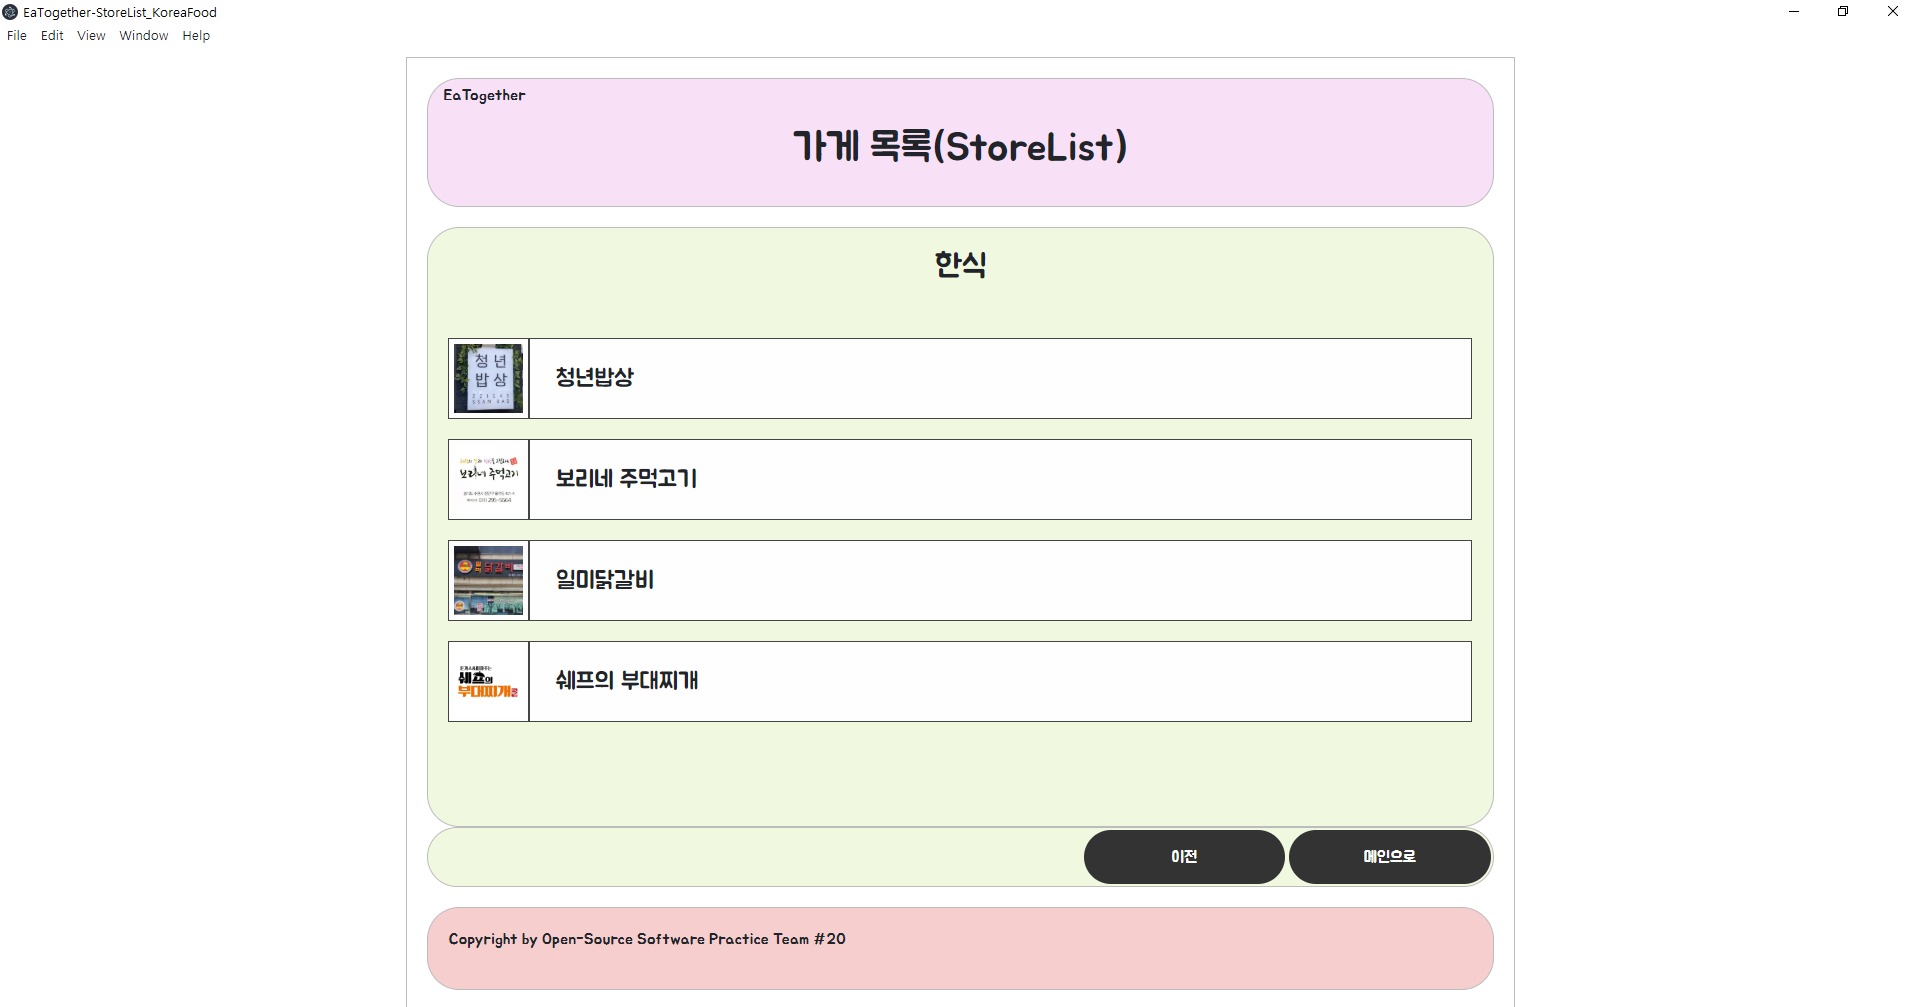 EaTogether-StoreList_KoreaFood
File Edit View Window Help
EaTogether
가게 목록(StoreList)
한식
청년
밥상
청년밥상
보리네 주먹고기
보리네 주먹고기
닭갈비
일미닭갈비
쉐프의
부대찌개
쉐프의 부대찌개
이전 메인으로
Copyright by Open-Source Software Practice Team #20